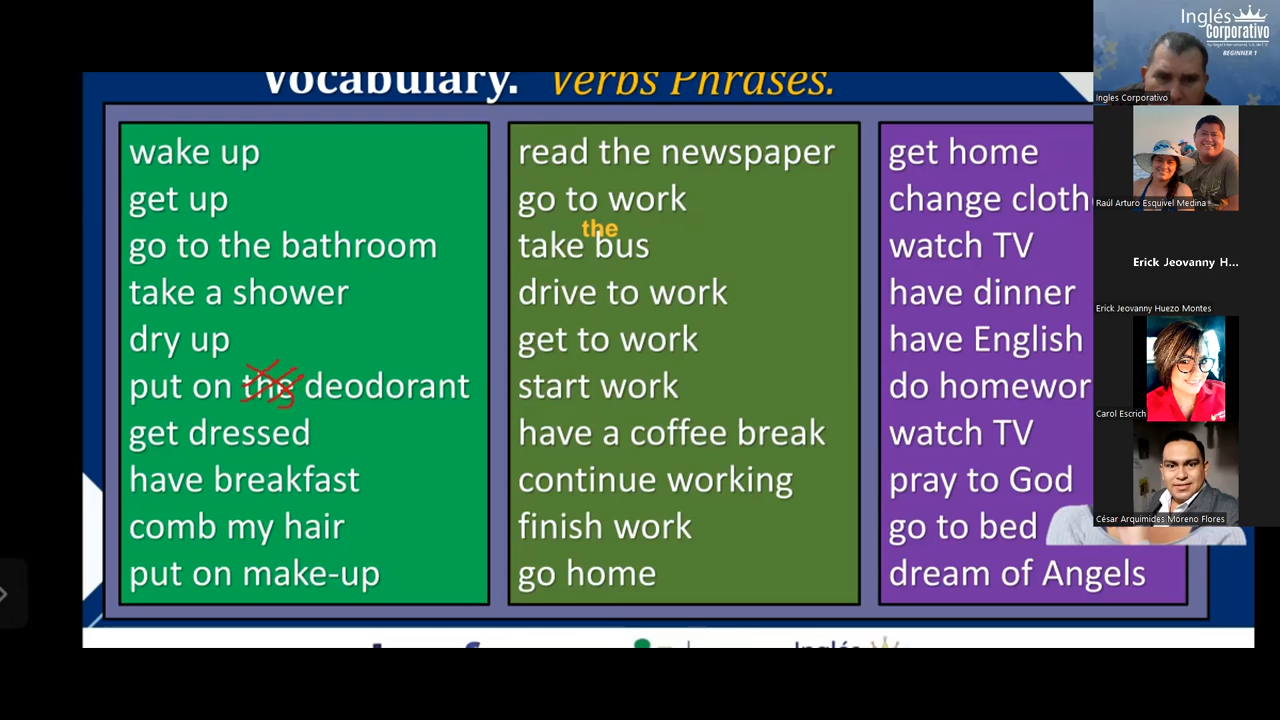 Vocabulary. Verbs Phrases.
wake up
get up
go to the bathroom
take a shower
dry up
put on the deodorant
get dressed
have breakfast
comb my hair
put on make-up
read the newspaper
go to work
the
take bus
drive to work
get to work
start work
have a coffee break
continue working
finish work
go home
get home
change cloth
watch TV
have dinner
have English
do homewor
watch TV
pray to God
go to bed
dream of Angels
Inglés
Inglés
Corporativo
BEGINNER 1
Ingles Corporativo
Raúl Arturo Esquivel Medina
Erick Jeovanny H...
Erick Jeovanny Huezo Montes
Carol Escrich
César Arquimides Moreno Flores